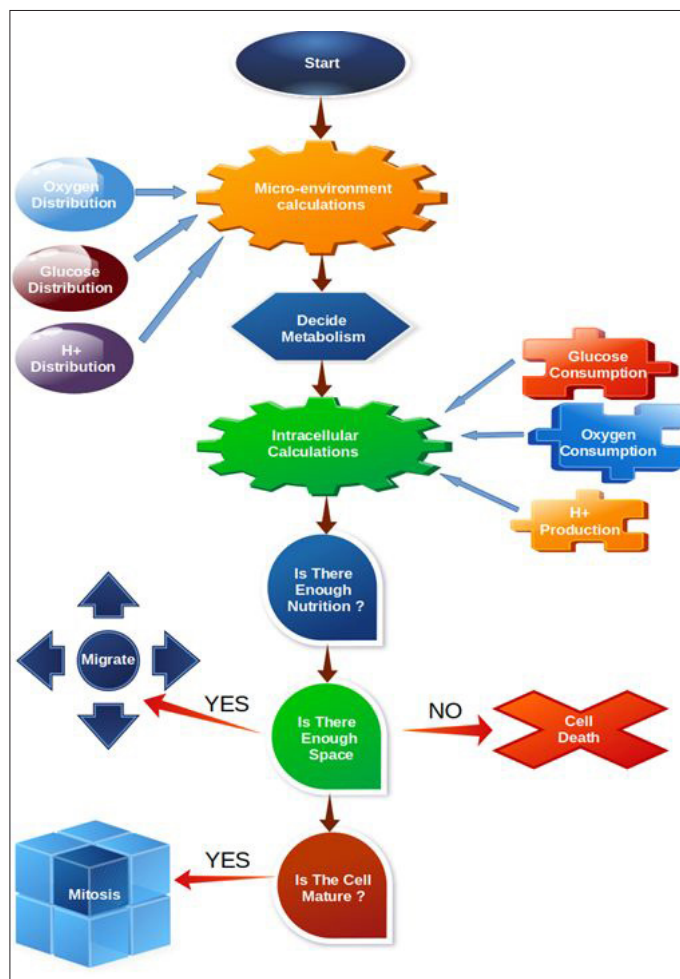 Start
Micro-environment
calculations
Oxygen
Distribution
Glucose
Distribution
H+
Distribution
Decide
Metabolism
Glucose
Consumption
Intracellular
Calculations
Oxygen
Consumption
H+
Production
Is There
Enough
Nutrition ?
Migrate
YES
Is There
Enough
Space
NO
Cell
Death
Mitosis
YES
Is The Cell
Mature ?